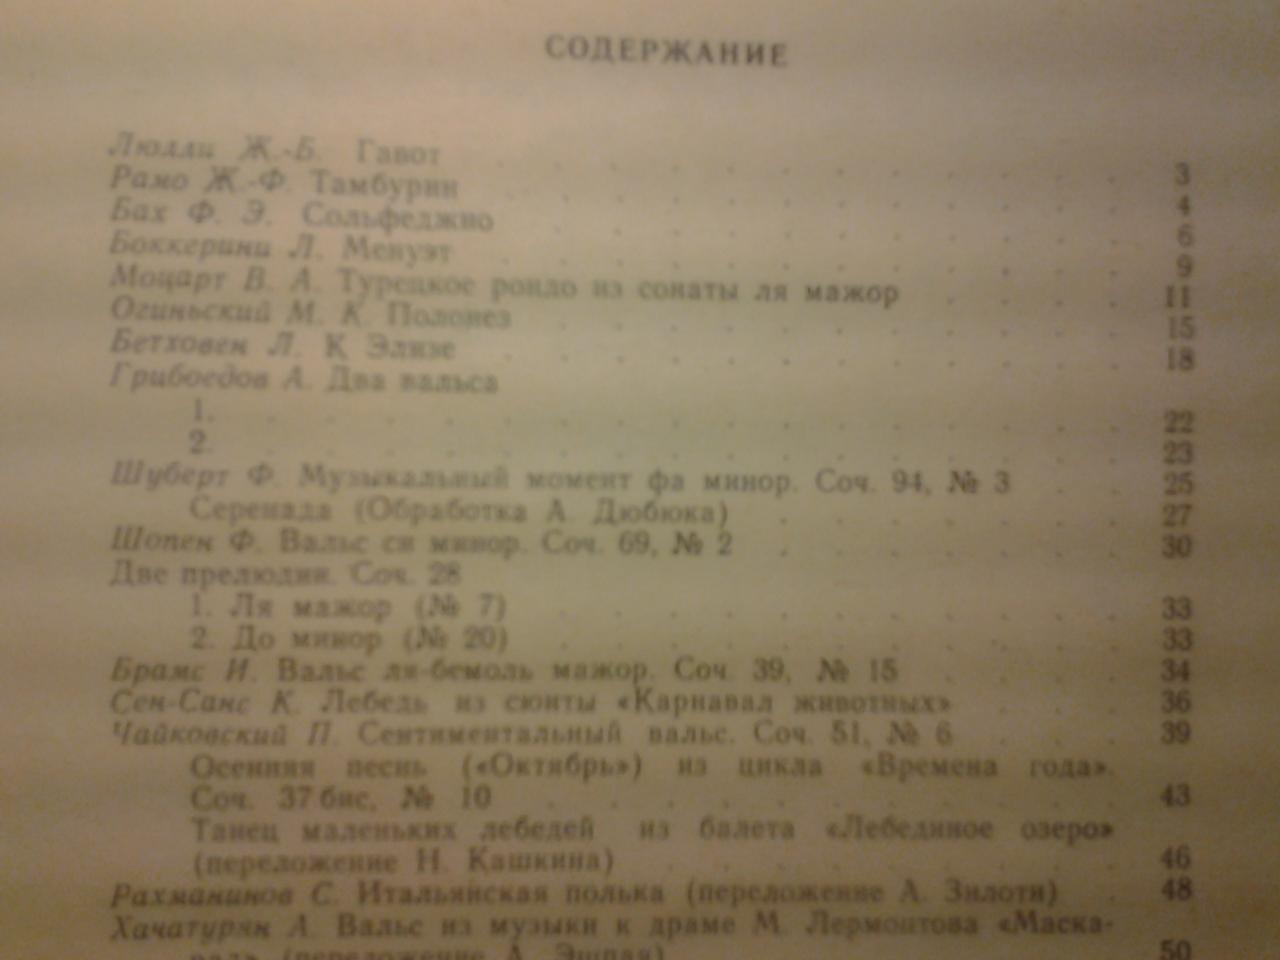 СОДЕРЖАНИЕ
Люлли Ж.-Б. Гавот . . . . . . . . . . . . 3
Рамо Ж.-Ф. Тамбурин . . . . . . . . . . . . 4
Бах Ф. Э. Сольфеджио . . . . . . . . . . . 6
Боккерини Л. Менуэт . . . . . . . . . . . . 9
Моцарт В. А. Турецкое рондо из сонаты ля мажор . . . . 11
Огиньский М. К. Полонез . . . . . . . . . . . 15
Бетховен Л. К Элизе . . . . . . . . . . . . 18
Грибоедов А. Два вальса
1. . . . . . . . . . . . . . . . . 22
2. . . . . . . . . . . . . . . . . 23
Шуберт Ф. Музыкальный момент фа минор. Соч. 94, № 3 . . 25
Серенада (Обработка А. Дюбюка) . . . . . . . 27
Шопен Ф. Вальс си минор. Соч. 69, № 2 . . . . . . . 30
Две прелюдии. Соч. 28
1. Ля мажор (№ 7) . . . . . . . . . . . 33
2. До минор (№ 20) . . . . . . . . . . . 33
Брамс И. Вальс ля-бемоль мажор. Соч. 39, № 15 . . . . 34
Сен-Санс К. Лебедь из сюиты «Карнавал животных» . . . 36
Чайковский П. Сентиментальный вальс. Соч. 51, № 6 . . . 39
Осенняя песнь («Октябрь») из цикла «Времена года».
Соч. 37 бис, № 10 . . . . . . . . . . . 43
Танец маленьких лебедей из балета «Лебединое озеро»
(переложение Н. Кашкина) . . . . . . . . . 46
Рахманинов С. Итальянская полька (переложение А. Зилоти) . 48
Хачатурян А. Вальс из музыки к драме М. Лермонтова «Маска-
рад» (переложение А. Эшпая) 50